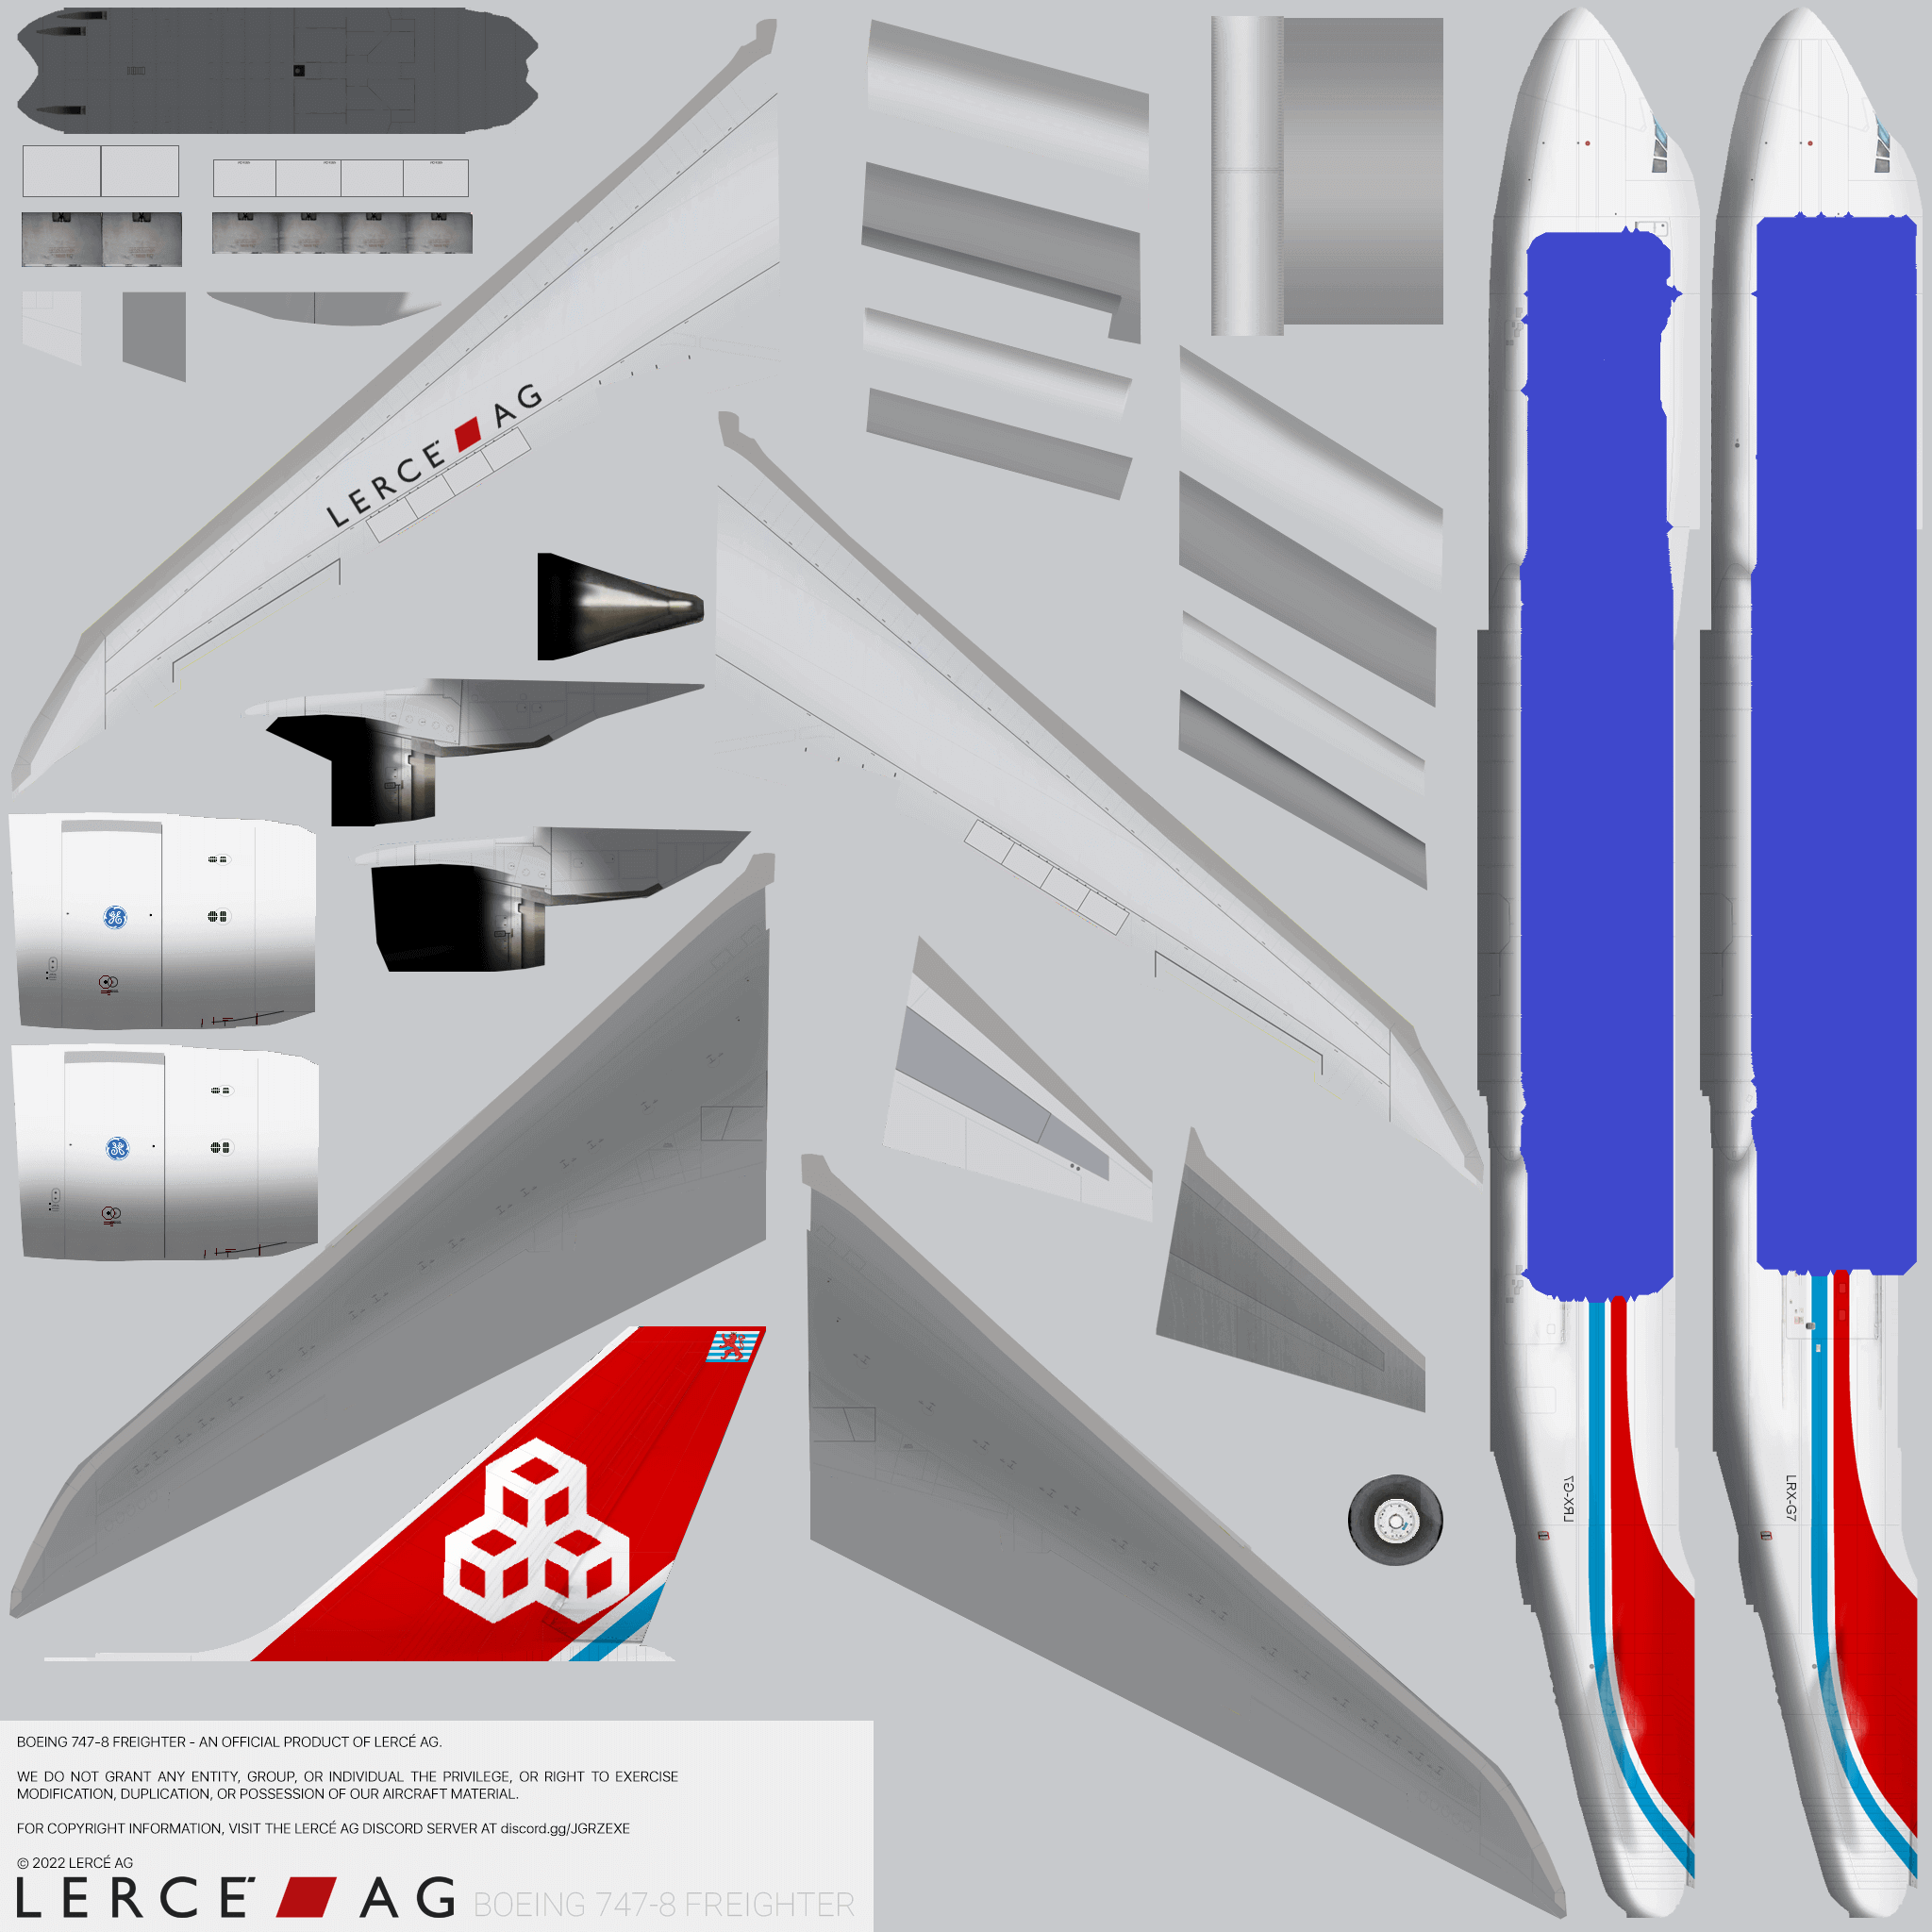 LERCÉ AG
LRX-G7
LRX-G7
BOEING 747-8 FREIGHTER - AN OFFICIAL PRODUCT OF LERCÉ AG.
WE DO NOT GRANT ANY ENTITY, GROUP, OR INDIVIDUAL THE PRIVILEGE, OR RIGHT TO EXERCISE
MODIFICATION, DUPLICATION, OR POSSESSION OF OUR AIRCRAFT MATERIAL.
FOR COPYRIGHT INFORMATION, VISIT THE LERCÉ AG DISCORD SERVER AT discord.gg/JGRZEXE
© 2022 LERCÉ AG
LERCÉ AG BOEING 747-8 FREIGHTER